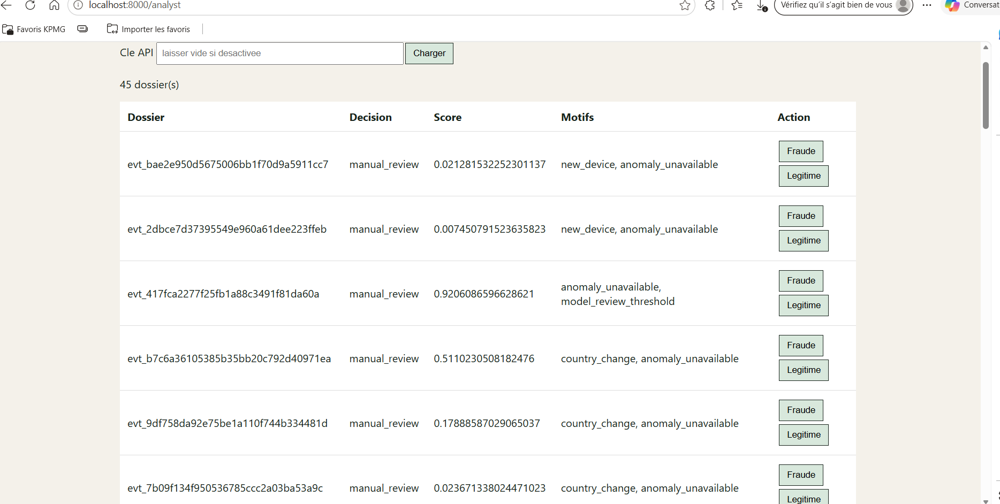 localhost:8000/analyst
Vérifiez qu'il s'agit bien de vous
Favoris KPMG
Importer les favoris
Cle API laisser vide si desactivee Charger
45 dossier(s)
Dossier Decision Score Motifs Action
evt_bae2e950d5675006bb1f70d9a5911cc7 manual_review 0.021281532252301137 new_device, anomaly_unavailable Fraude
Legitime
evt_2dbce7d37395549e960a61dee223ffeb manual_review 0.007450791523635823 new_device, anomaly_unavailable Fraude
Legitime
evt_417fca2277f25fb1a88c3491f81da60a manual_review 0.9206086596628621 anomaly_unavailable,
model_review_threshold Fraude
Legitime
evt_b7c6a36105385b35bb20c792d40971ea manual_review 0.5110230508182476 country_change, anomaly_unavailable Fraude
Legitime
evt_9df758da92e75be1a110f744b334481d manual_review 0.17888587029065037 country_change, anomaly_unavailable Fraude
Legitime
evt_7b09f134f950536785ccc2a03ba53a9c manual_review 0.023671338024471023 country_change, anomaly_unavailable Fraude
Legitime